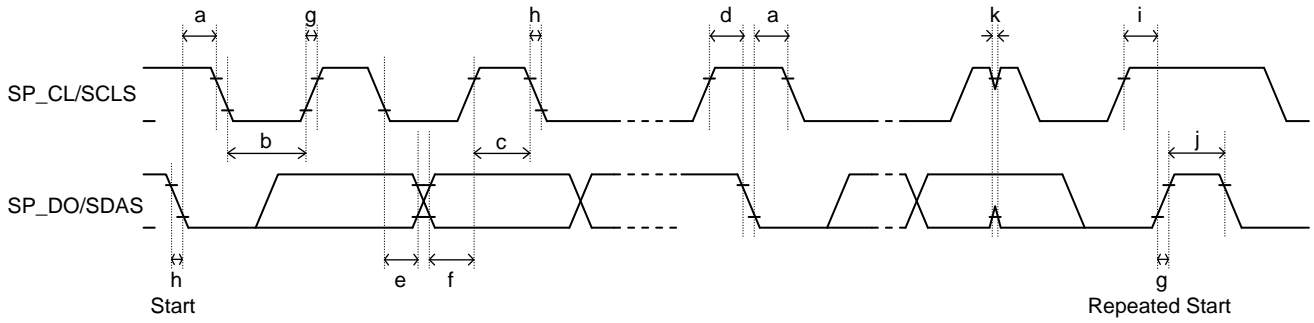 a g h d a k i
SP_CL/SCLS
b c j
SP_DO/SDAS
h e f g
Start Repeated Start